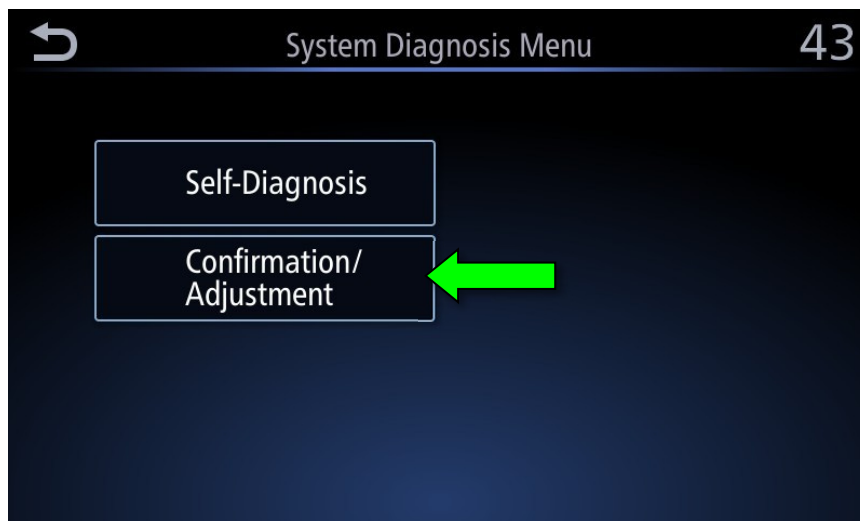 System Diagnosis Menu
43
Self-Diagnosis
Confirmation/
Adjustment